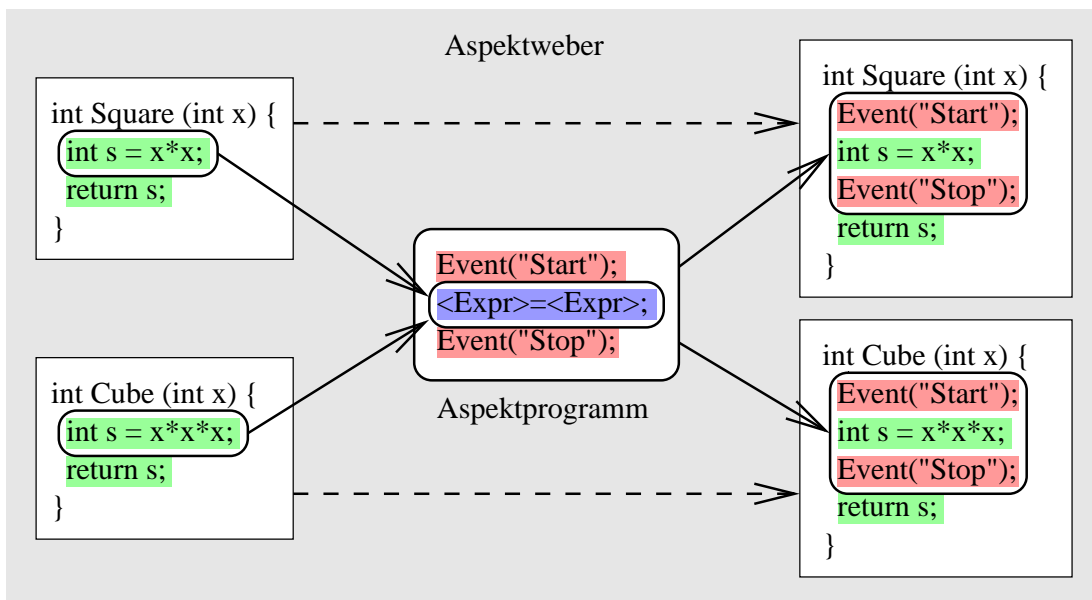 Aspektweber
int Square (int x) {
int s = x*x;
return s;
}
int Cube (int x) {
int s = x*x*x;
return s;
}
Event("Start");
<Expr>=<Expr>;
Event("Stop");
Aspektprogramm
int Square (int x) {
Event("Start");
int s = x*x;
Event("Stop");
return s;
}
int Cube (int x) {
Event("Start");
int s = x*x*x;
Event("Stop");
return s;
}